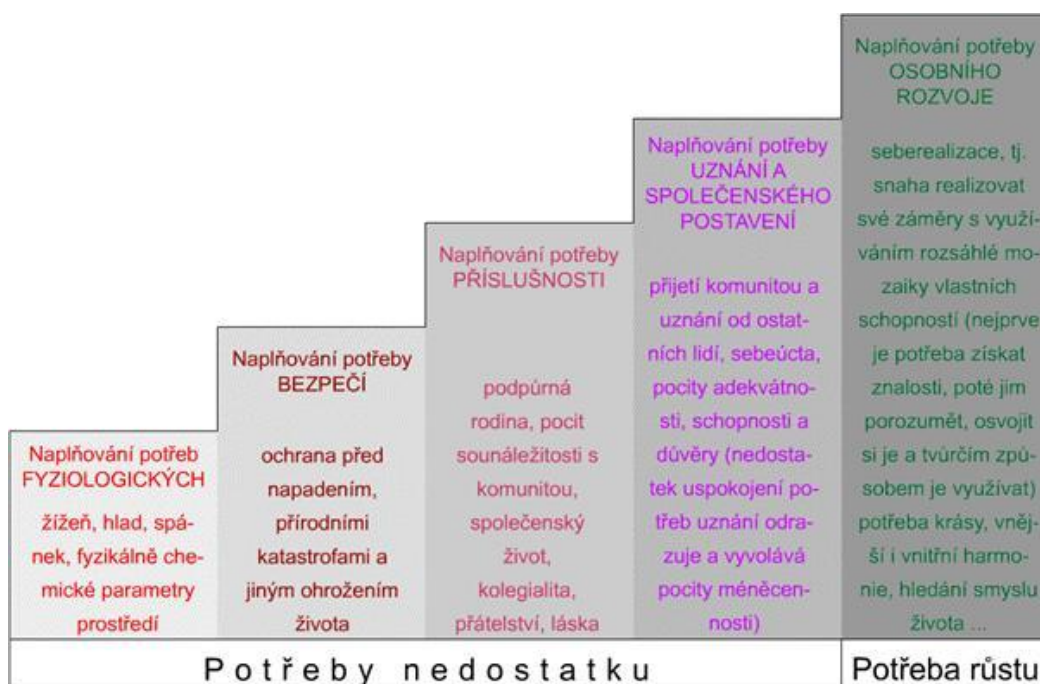 Naplňování potřeb
FYZIOLOGICKÝCH
žížeň, hlad, spá-
nek, fyzikálně che-
mické parametry
prostředí
Naplňování potřeby
BEZPEČÍ
ochrana před
napadením,
přírodními
katastrofami a
jiným ohrožením
života
Naplňování potřeby
PŘÍSLUŠNOSTI
podpůrná
rodina, pocit
sounáležitosti s
komunitou,
společenský
život,
kolegialita,
přátelství, láska
Naplňování potřeby
UZNÁNÍ A
SPOLEČENSKÉHO
POSTAVENÍ
přijetí komunitou a
uznání od ostat-
ních lidí, sebeúcta,
pocity adekvátno-
sti, schopnosti a
důvěry (nedosta-
tek uspokojení po-
třeb uznání odra-
zuje a vyvolává
pocity méněcen-
nosti)
Naplňování potřeby
OSOBNÍHO
ROZVOJE
seberealizace, tj.
snaha realizovat
své záměry s využí-
váním rozsáhlé mo-
zaiky vlastních
schopností (nejprve
je potřeba získat
znalosti, poté jim
porozumět, osvojit
si je a tvůrčím způ-
sobem je využívat)
potřeba krásy, vněj-
ší i vnitřní harmo-
nie, hledání smyslu
života ...
Potřeby nedostatku
Potřeba růstu